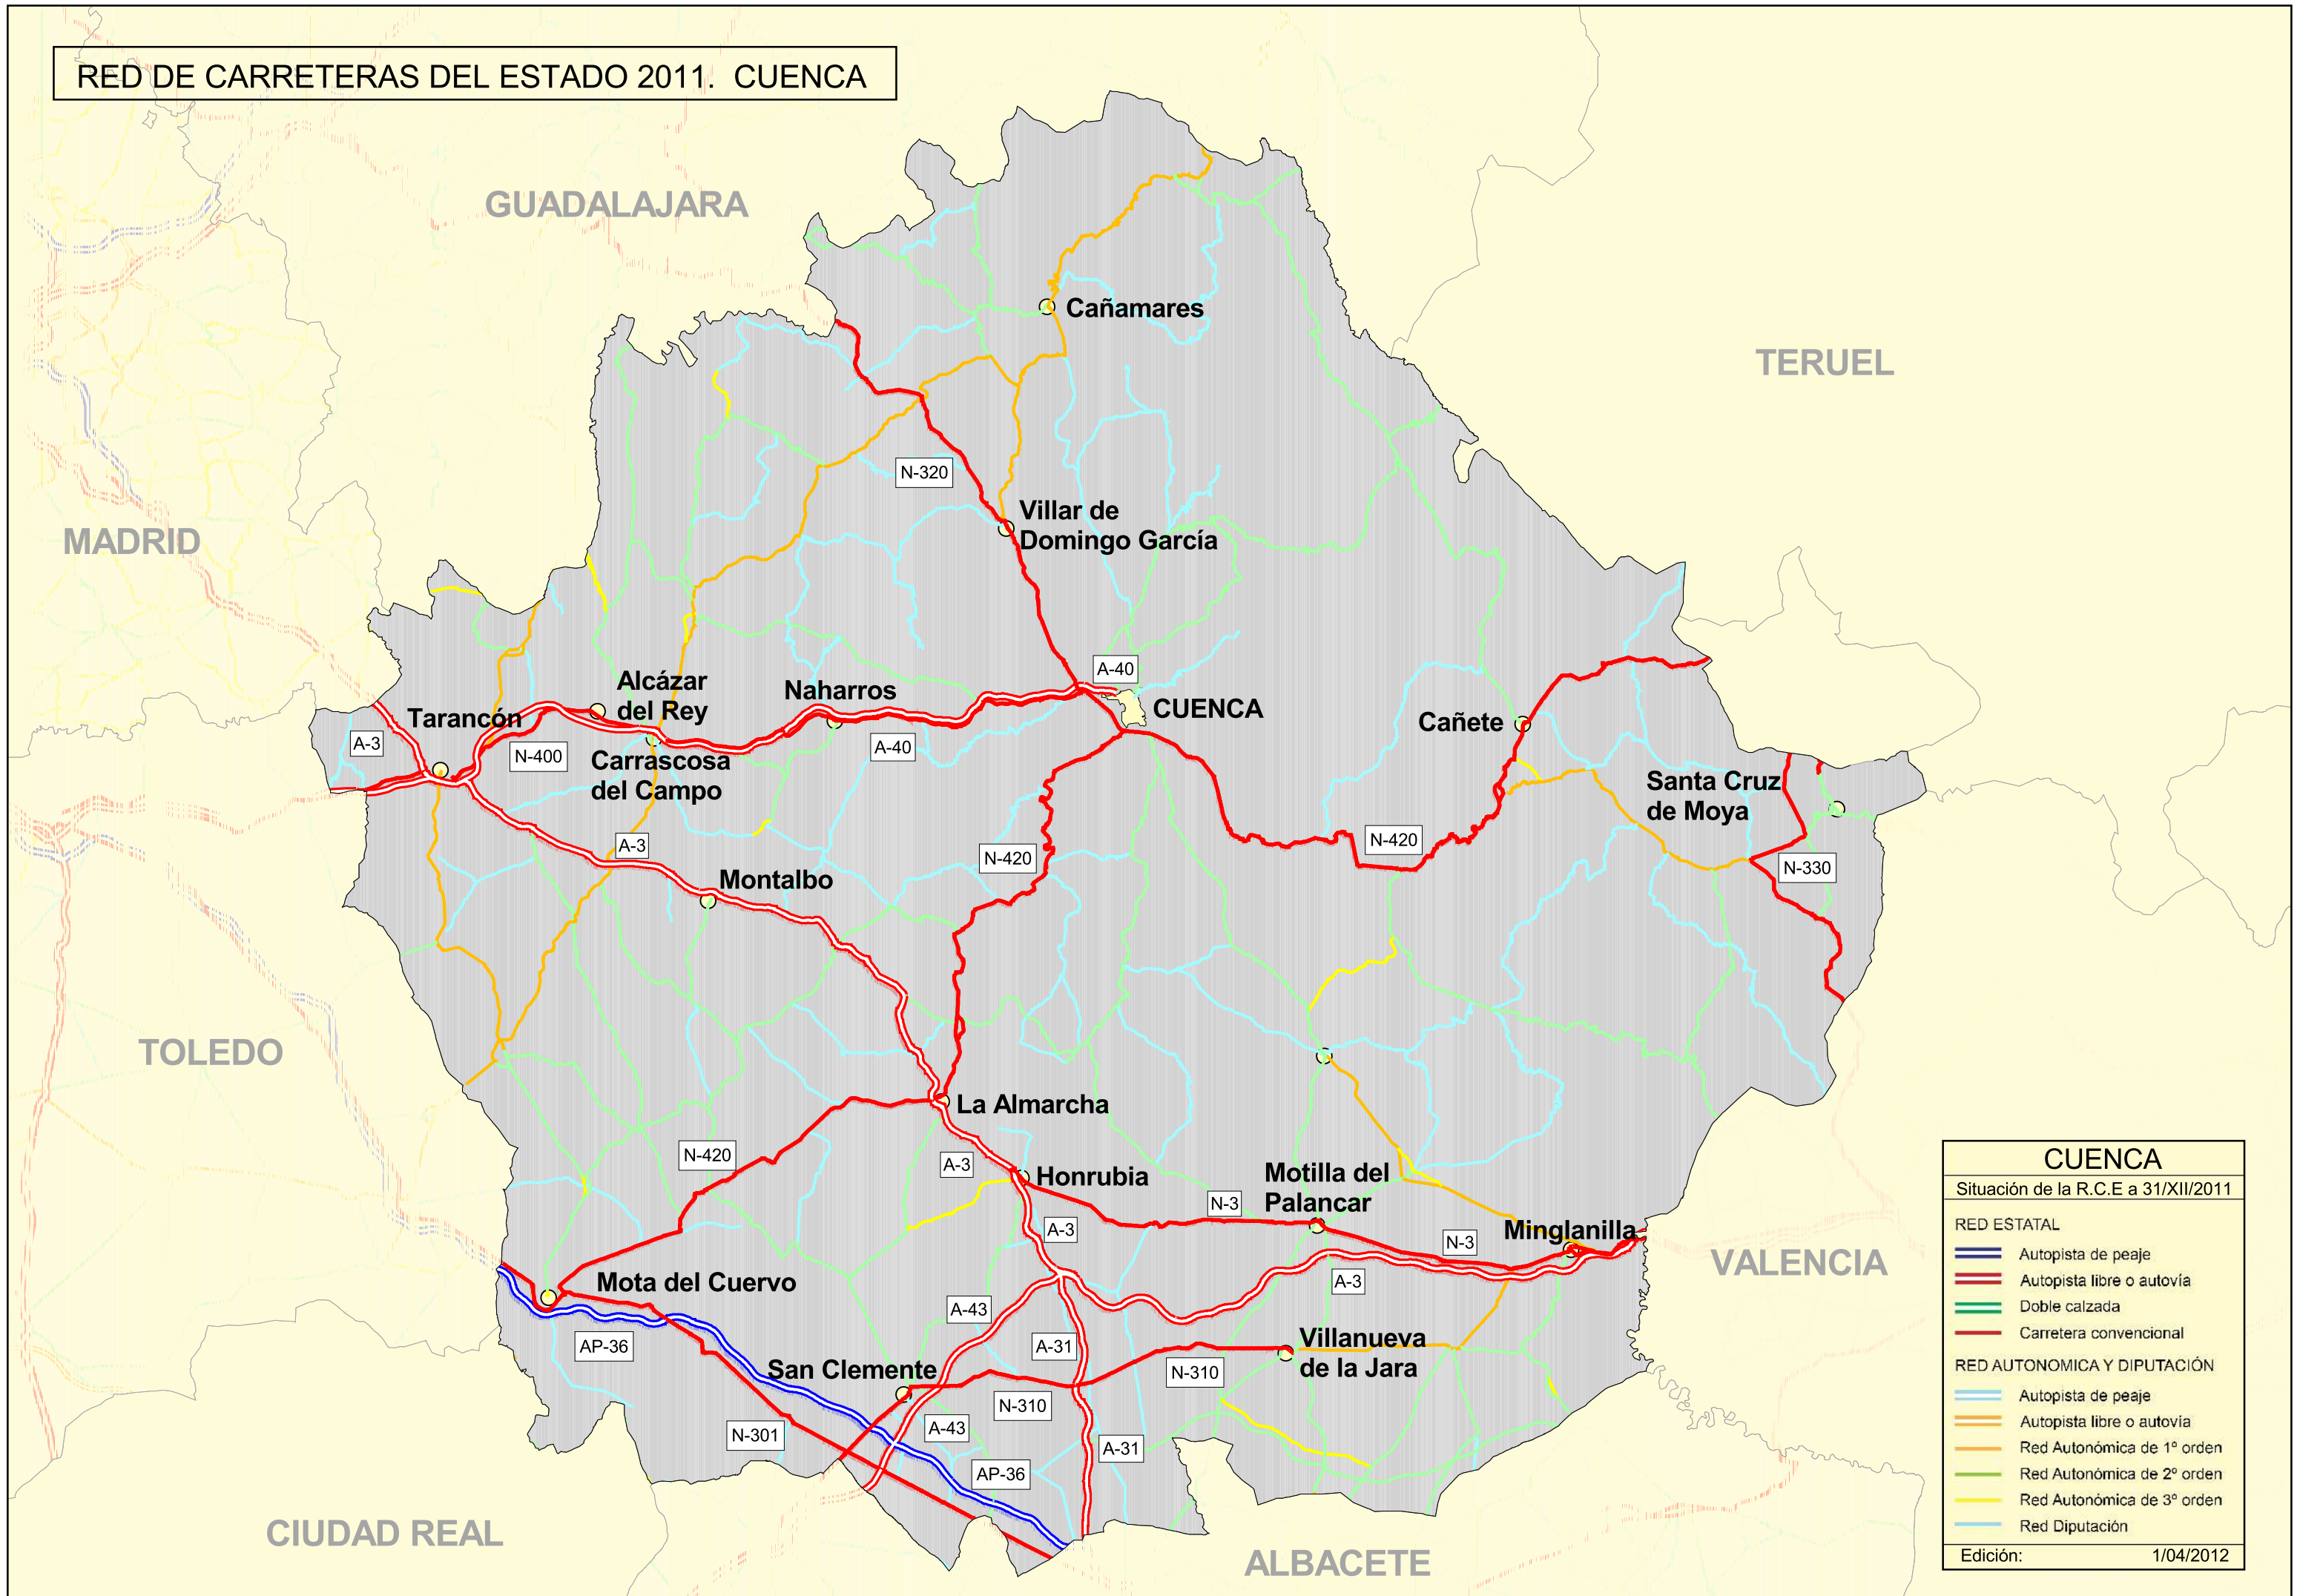 RED DE CARRETERAS DEL ESTADO 2011. CUENCA
GUADALAJARA
Cañamares
TERUEL
N-320
Villar de
Domingo García
MADRID
A-40
Alcázar
del Rey
Naharros
CUENCA
Tarancón
Cañete
A-3
N-400
A-40
Carrascosa
del Campo
Santa Cruz
de Moya
A-3
N-420
N-420
N-330
Montalbo
TOLEDO
La Almarcha
N-420
A-3
Honrubia
Motilla del
Palancar
N-3
A-3
N-3
Minglanilla
VALENCIA
Mota del Cuervo
A-3
A-43
AP-36
A-31
Villanueva
de la Jara
San Clemente
N-310
N-310
N-301
A-43
A-31
AP-36
CIUDAD REAL
ALBACETE
CUENCA
Situación de la R.C.E a 31/XII/2011
RED ESTATAL
Autopista de peaje
Autopista libre o autovía
Doble calzada
Carretera convencional
RED AUTONOMICA Y DIPUTACIÓN
Autopista de peaje
Autopista libre o autovía
Red Autonómica de 1º orden
Red Autonómica de 2º orden
Red Autonómica de 3º orden
Red Diputación
Edición: 1/04/2012